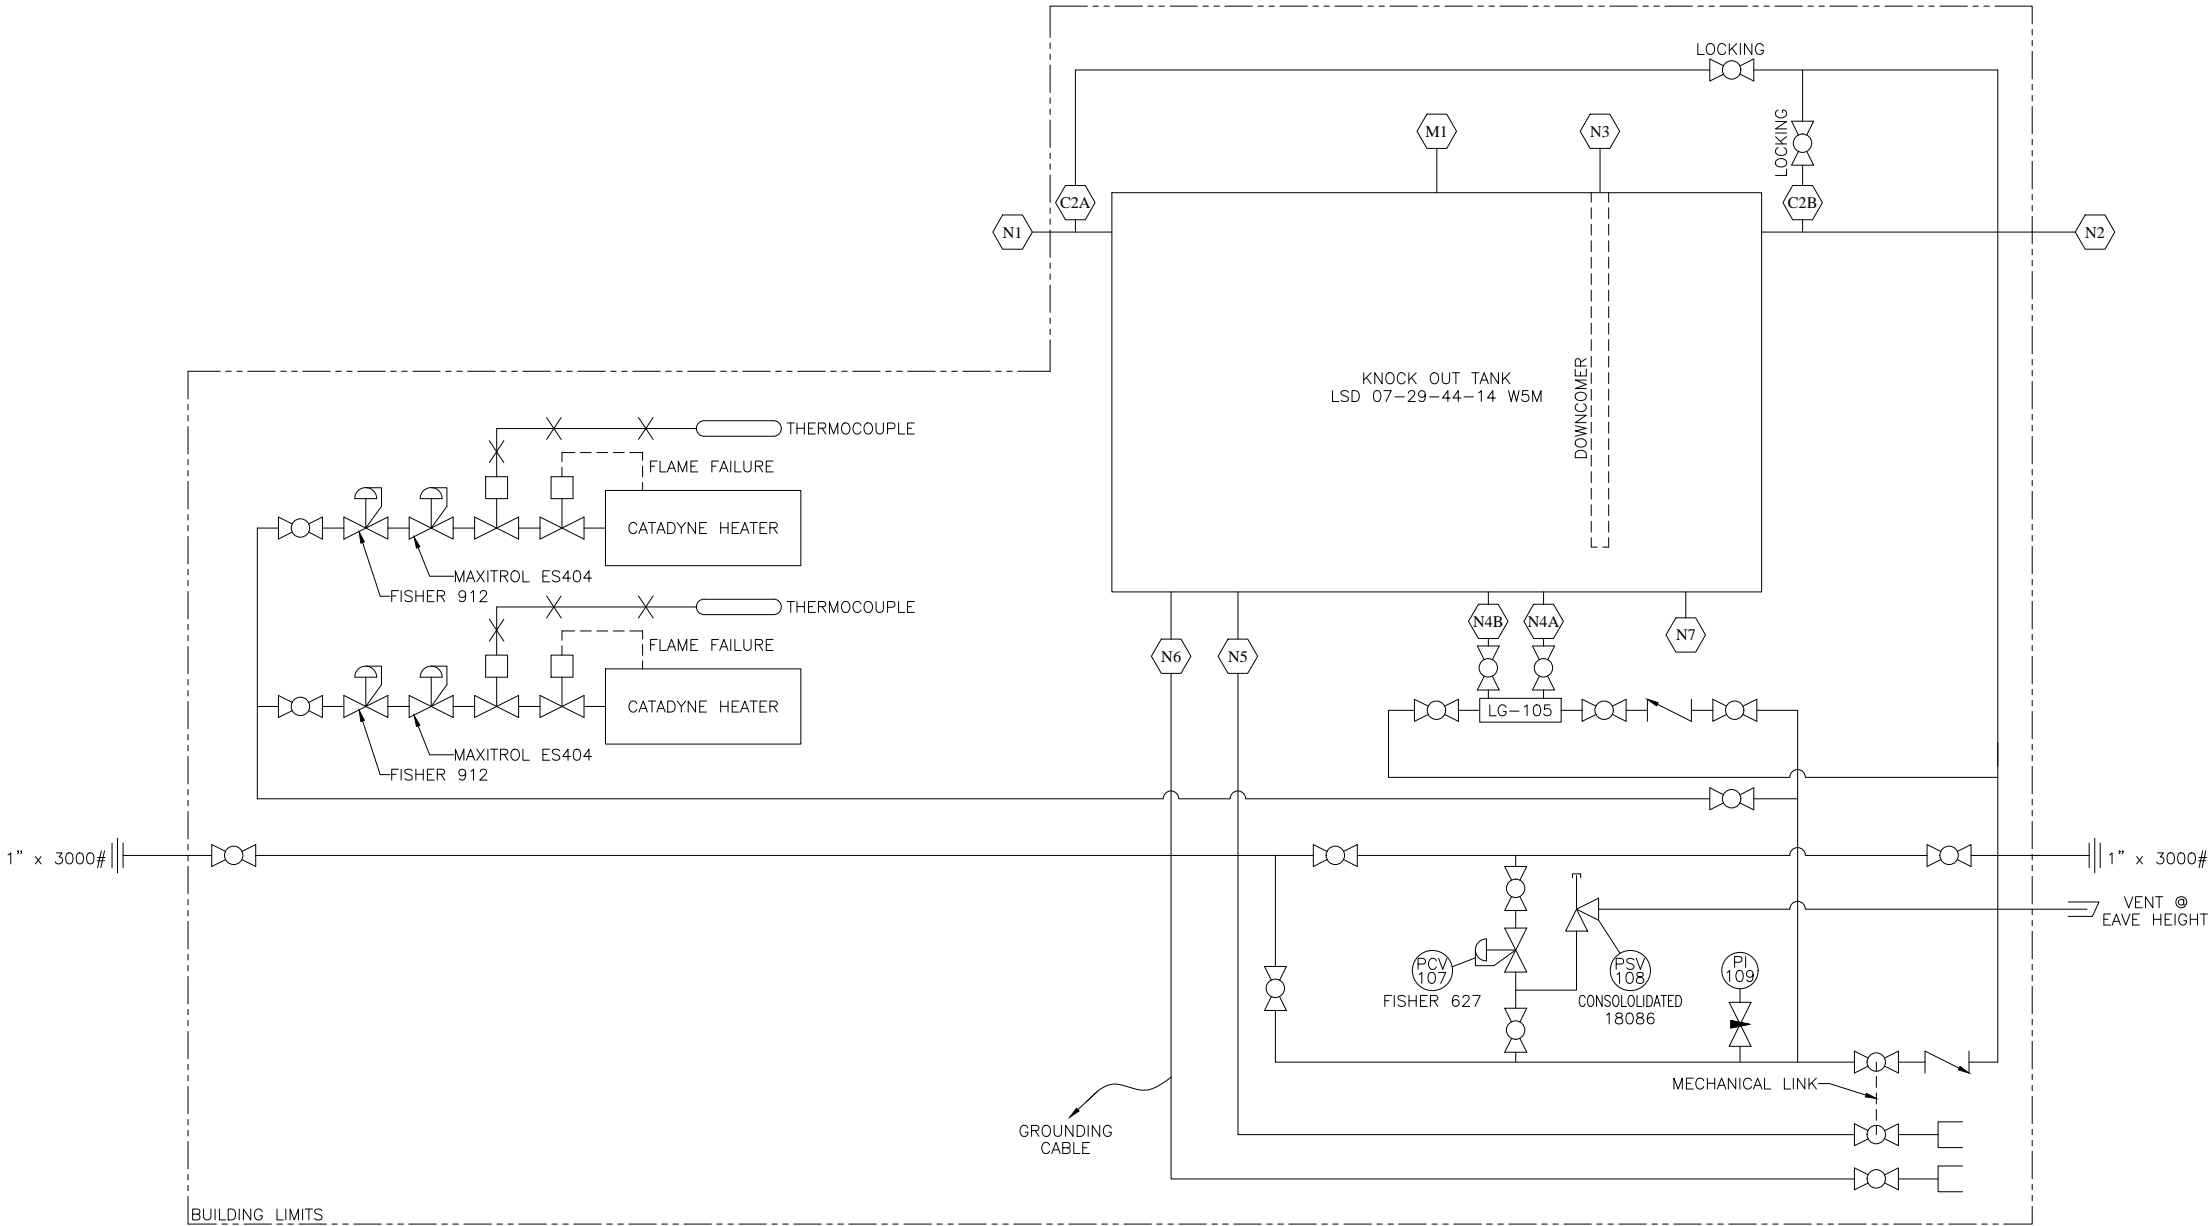 LOCKING
LOCKING
M1
N3
C2A
C2B
N1
N2
KNOCK OUT TANK
LSD 07-29-44-14 W5M
DOWNCOMER
THERMOCOUPLE
FLAME FAILURE
CATADYNE HEATER
MAXITROL ES404
FISHER 912
THERMOCOUPLE
FLAME FAILURE
CATADYNE HEATER
MAXITROL ES404
FISHER 912
N6
N5
N4B
N4A
N7
LG-105
1" x 3000#
1" x 3000#
VENT @
EAVE HEIGHT
PCV
107
FISHER 627
PSV
108
CONSOLOLIDATED
18086
PI
109
MECHANICAL LINK
GROUNDING
CABLE
BUILDING LIMITS